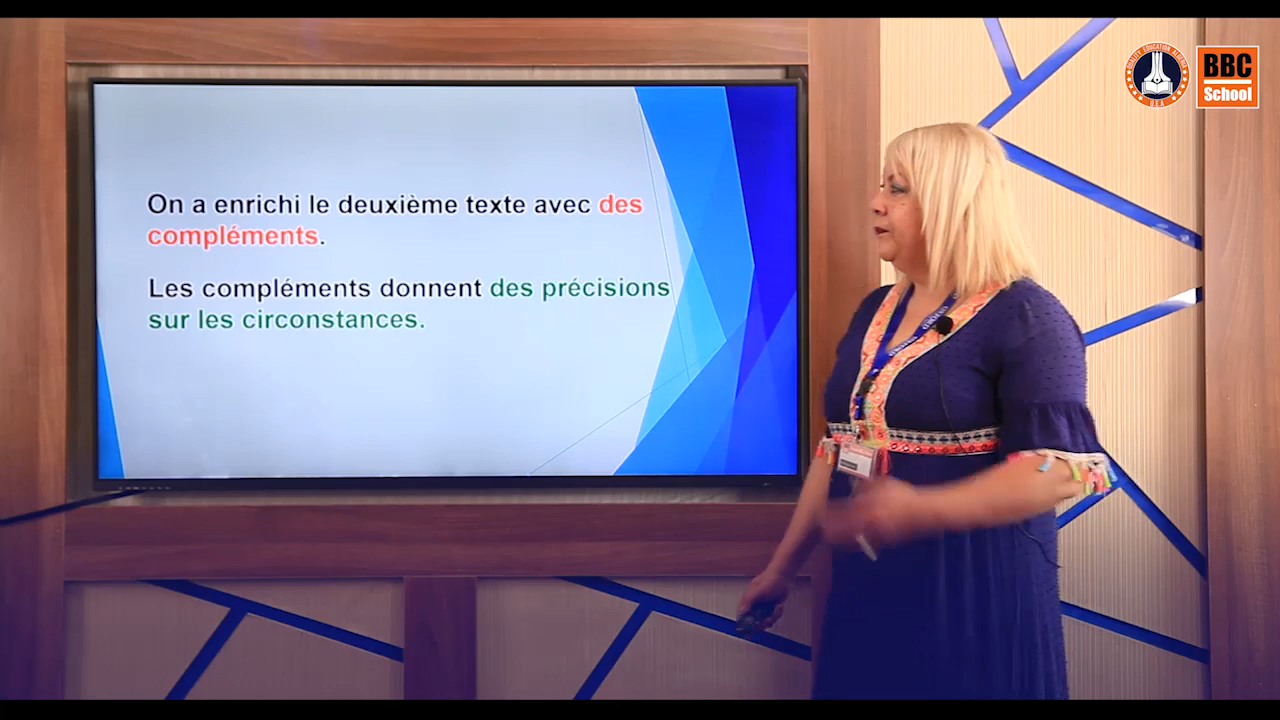 On a enrichi le deuxième texte avec des
compléments.
Les compléments donnent des précisions
sur les circonstances.
BBC
School